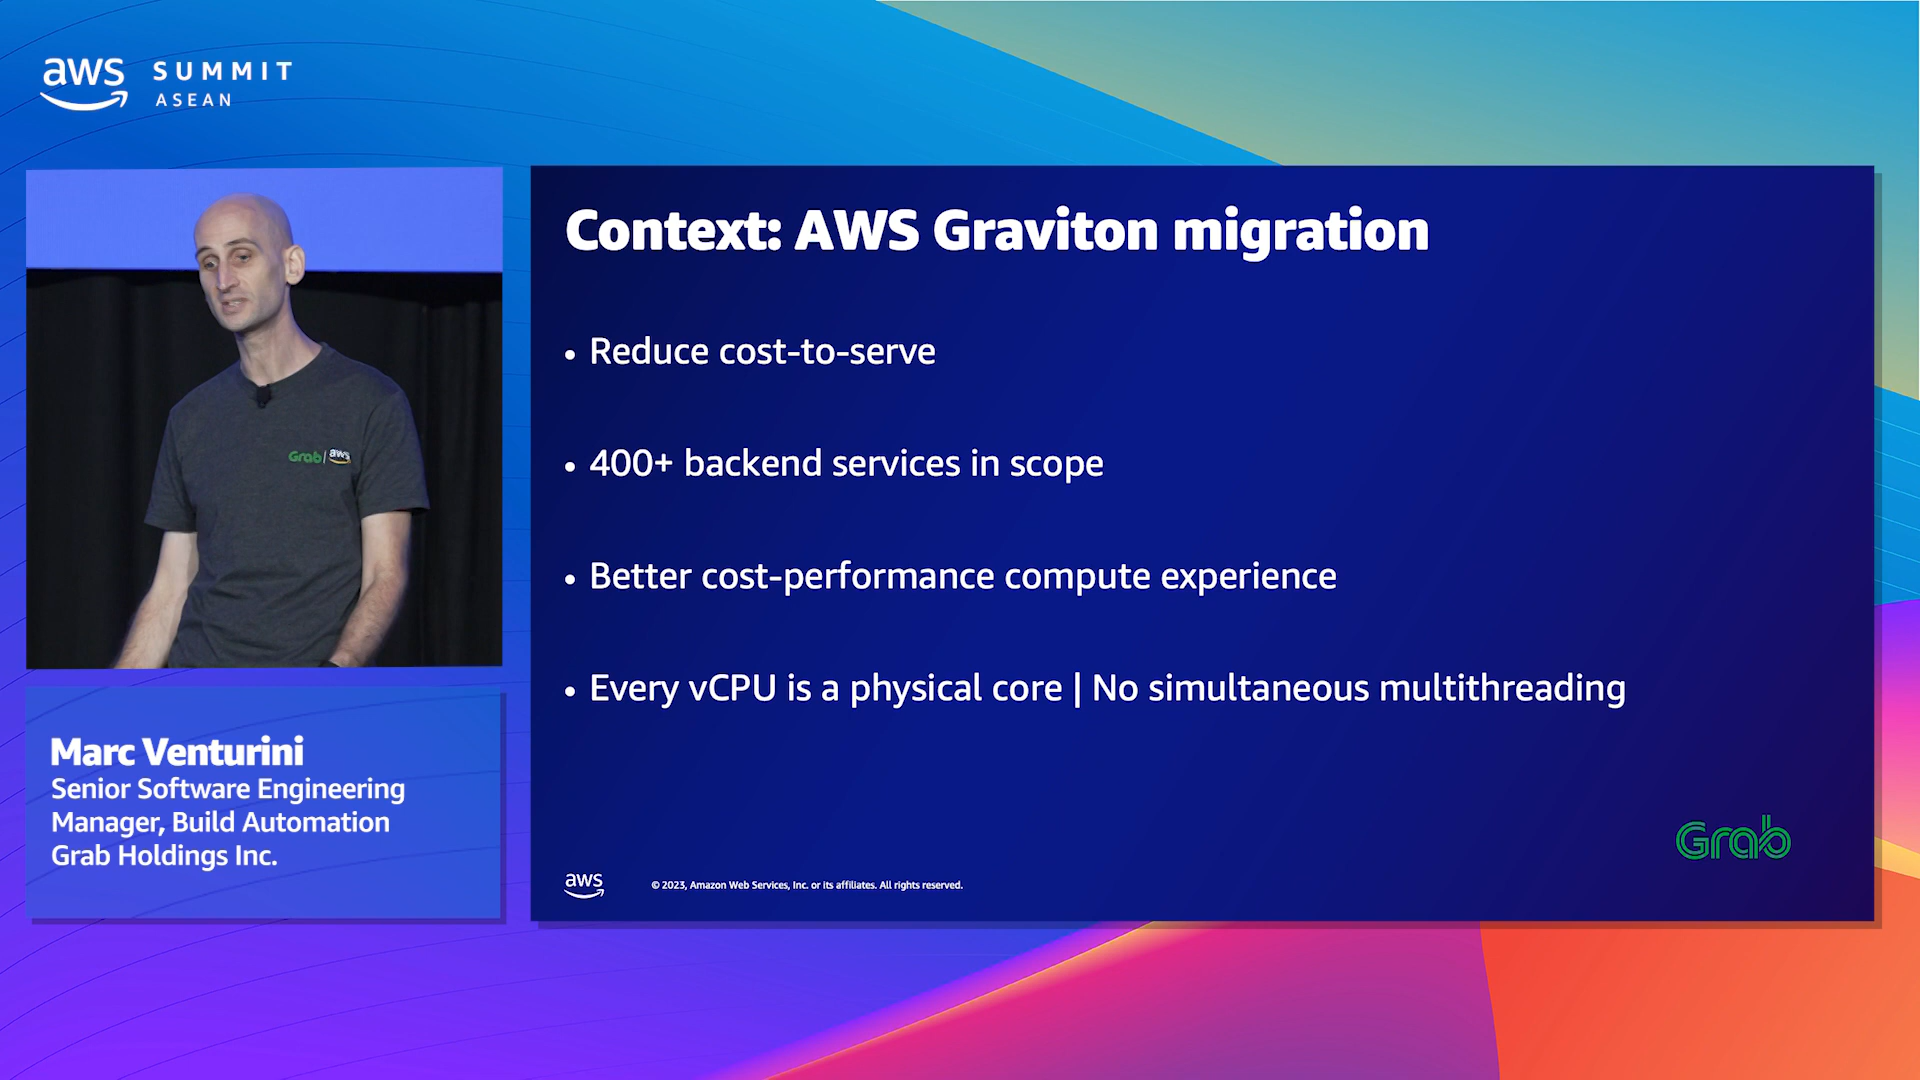 aws SUMMIT
ASEAN
Grab | aws
Marc Venturini
Senior Software Engineering
Manager, Build Automation
Grab Holdings Inc.
Context: AWS Graviton migration
• Reduce cost-to-serve
• 400+ backend services in scope
• Better cost-performance compute experience
• Every vCPU is a physical core | No simultaneous multithreading
Grab
aws
© 2023, Amazon Web Services, Inc. or its affiliates. All rights reserved.